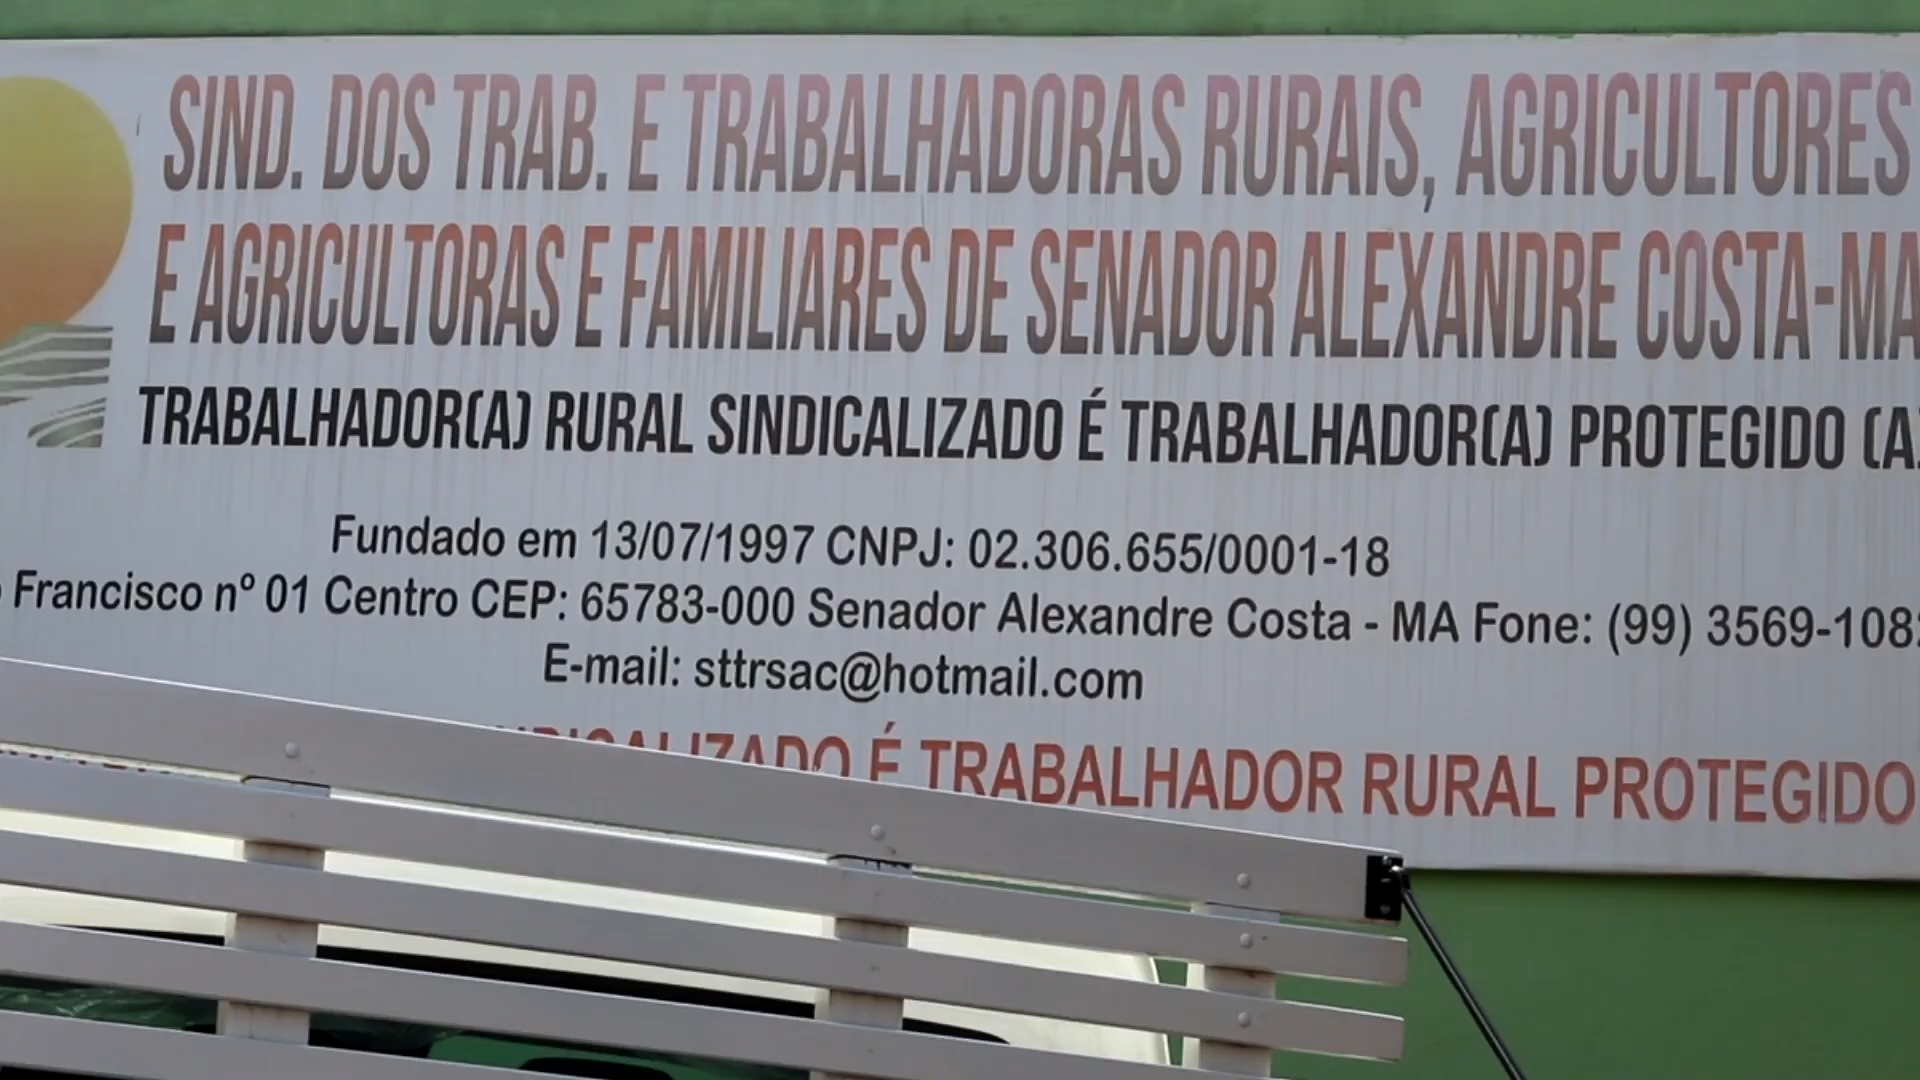 SIND. DOS TRAB. E TRABALHADORAS RURAIS, AGRICULTORES
E AGRICULTORAS E FAMILIARES DE SENADOR ALEXANDRE COSTA-MA
TRABALHADOR(A) RURAL SINDICALIZADO É TRABALHADOR(A) PROTEGIDO (A)
Fundado em 13/07/1997 CNPJ: 02.306.655/0001-18
Francisco nº 01 Centro CEP: 65783-000 Senador Alexandre Costa - MA Fone: (99) 3569-108
E-mail: sttrsac@hotmail.com
É TRABALHADOR RURAL PROTEGIDO